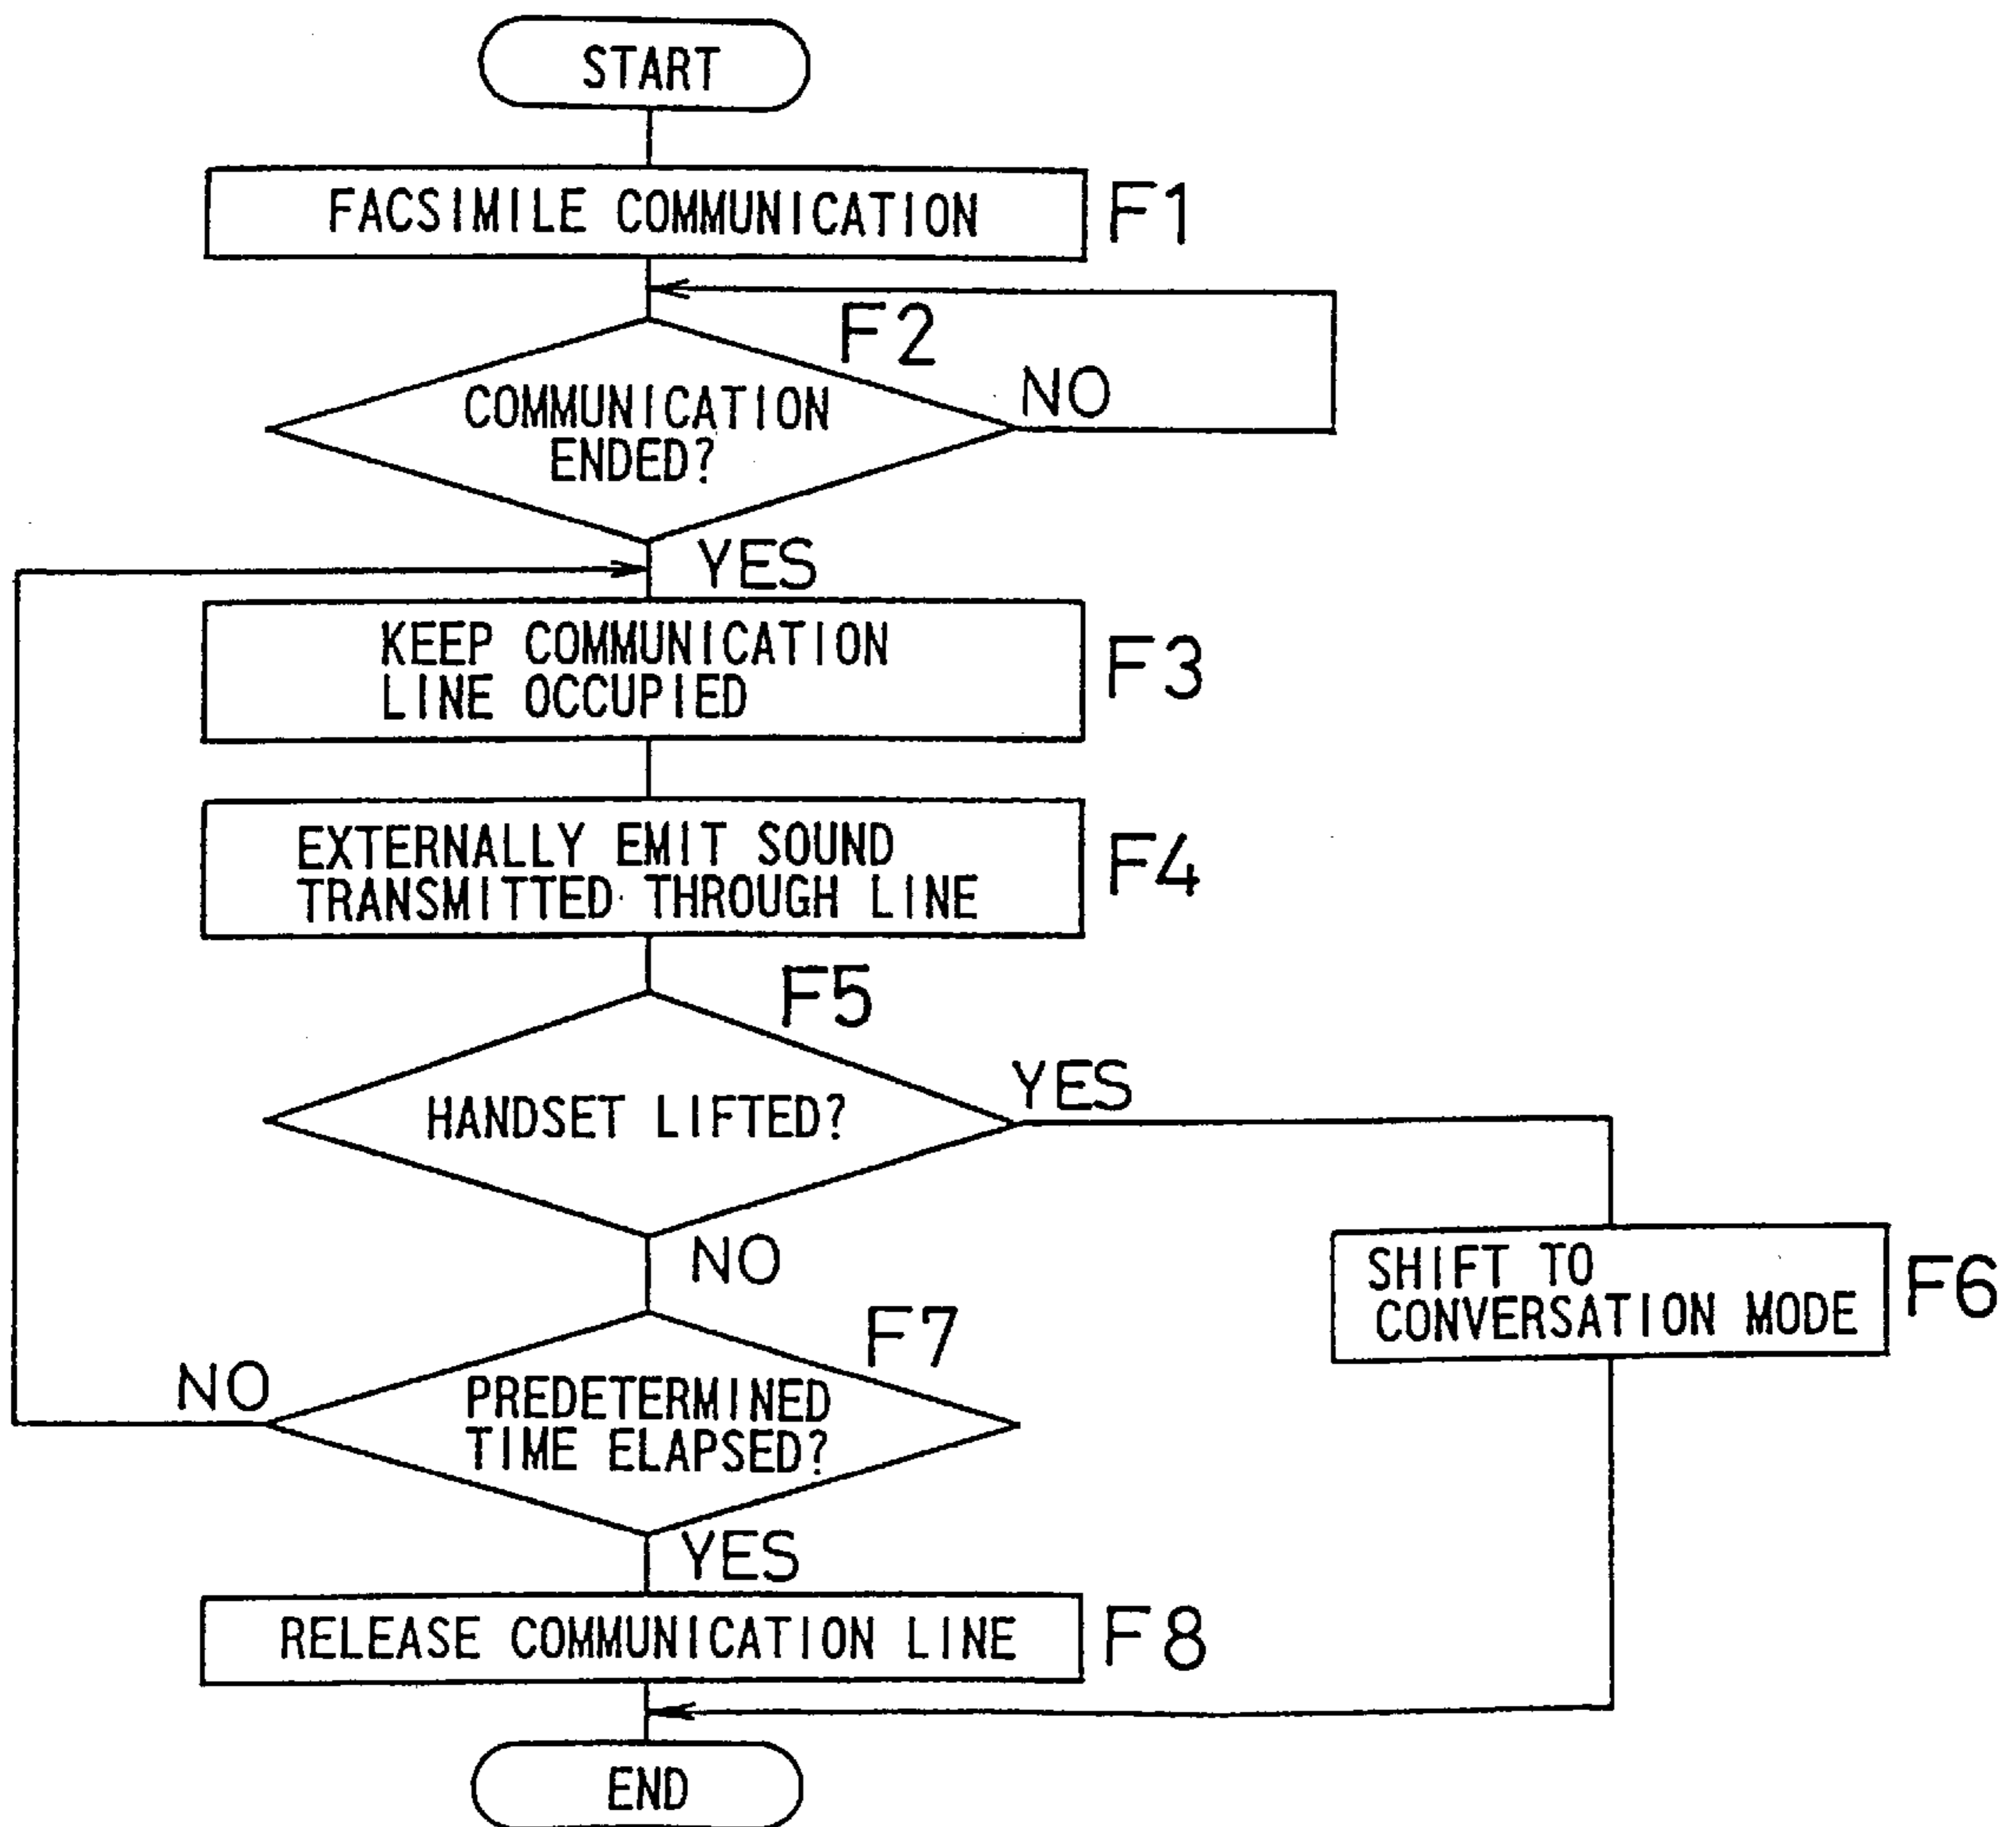 START
FACSIMILE COMMUNICATION
F1
F2
COMMUNICATION
ENDED?
NO
YES
KEEP COMMUNICATION
LINE OCCUPIED
F3
EXTERNALLY EMIT SOUND
TRANSMITTED THROUGH LINE
F4
F5
HANDSET LIFTED?
YES
NO
SHIFT TO
CONVERSATION MODE
F6
F7
PREDETERMINED
TIME ELAPSED?
NO
YES
RELEASE COMMUNICATION LINE
F8
END